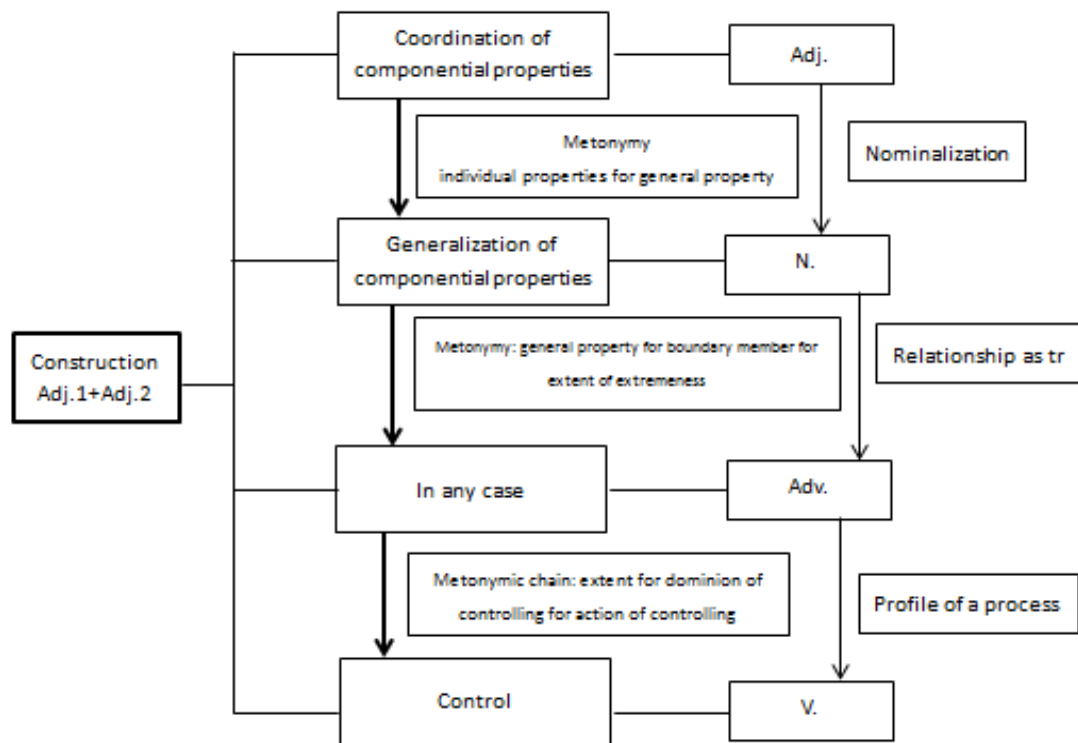 Coordination of
componential properties
Adj.
Metonymy
individual properties for general property
Nominalization
Generalization of
componential properties
N.
Construction
Adj.1+Adj.2
Metonymy: general property for boundary member for
extent of extremeness
Relationship as tr
In any case
Adv.
Metonymic chain: extent for dominion of
controlling for action of controlling
Profile of a process
Control
V.